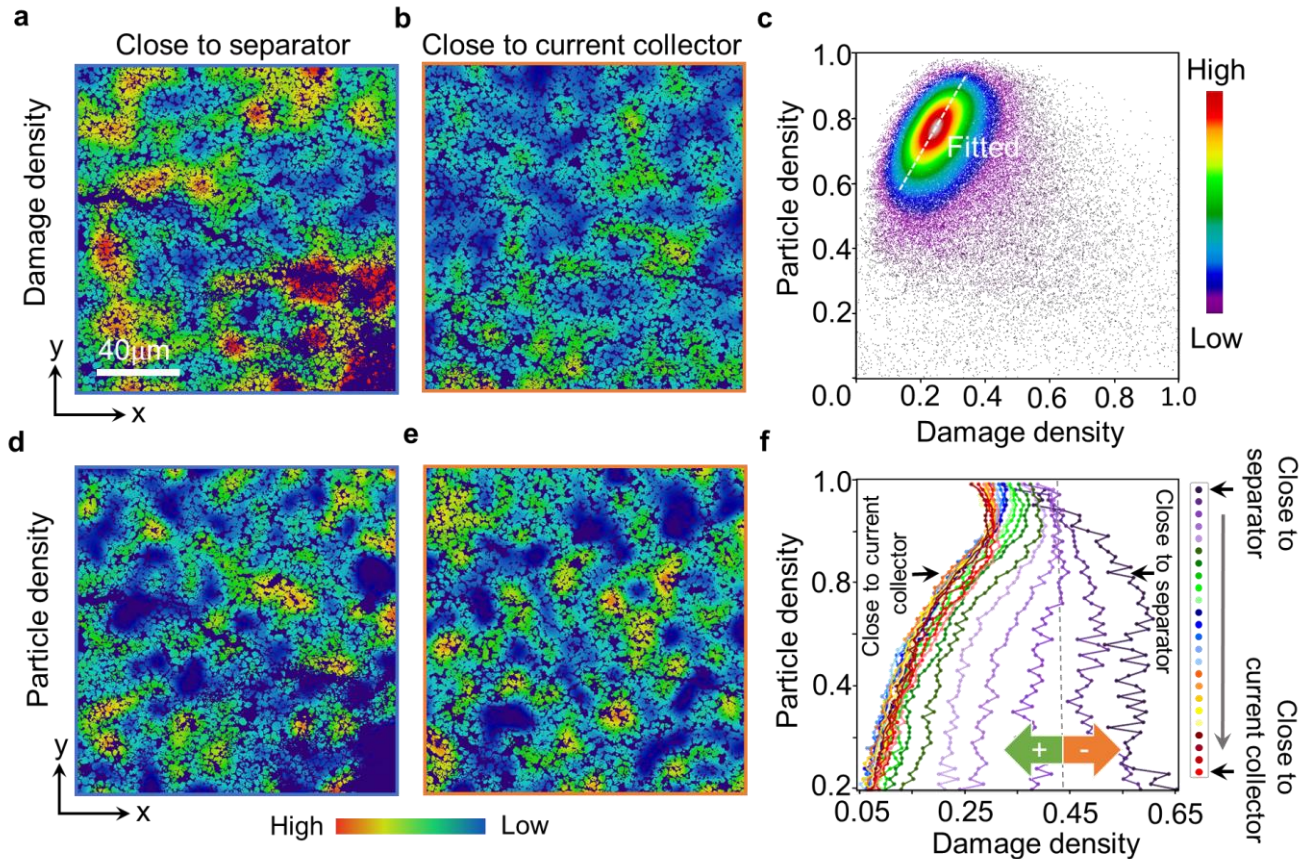 a
Close to separator
b
Close to current collector
c
Damage density
40μm
y
x
Particle density
1.0
0.8
0.6
0.4
0.2
0.0
0.2
0.4
0.6
0.8
1.0
Damage density
Fitted
High
Low
d
e
Particle density
y
x
High
Low
f
Particle density
1.0
0.8
0.4
0.2
0.05
0.25
0.45
0.65
Damage density
Close to current
collector
Close to separator
+
-
Close to
separator
Close to
current collector